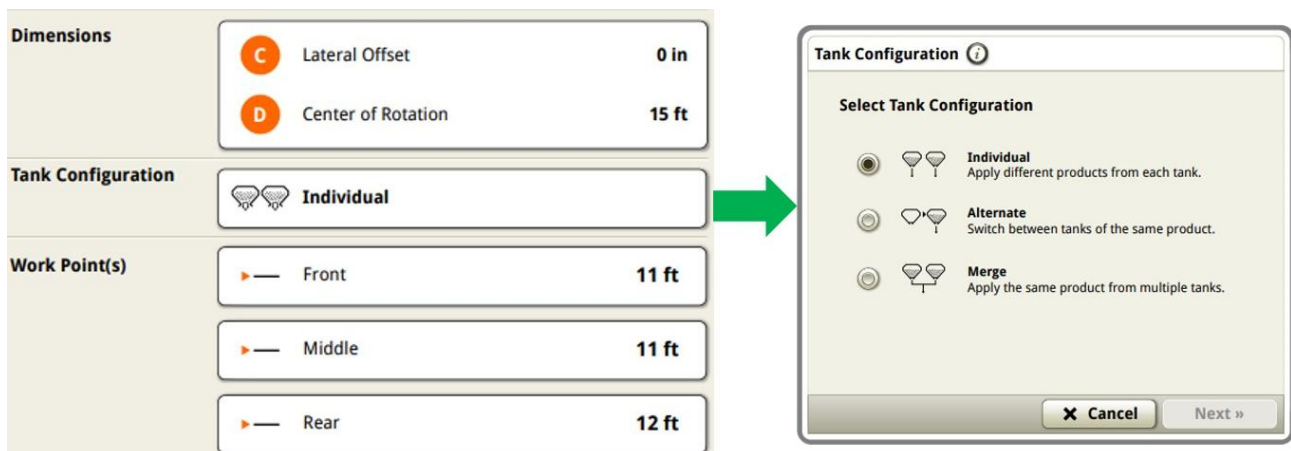 Dimensions
C Lateral Offset 0 in
D Center of Rotation 15 ft
Tank Configuration
Individual
Work Point(s)
Front 11 ft
Middle 11 ft
Rear 12 ft
Tank Configuration i
Select Tank Configuration
Individual
Apply different products from each tank.
Alternate
Switch between tanks of the same product.
Merge
Apply the same product from multiple tanks.
Cancel Next »